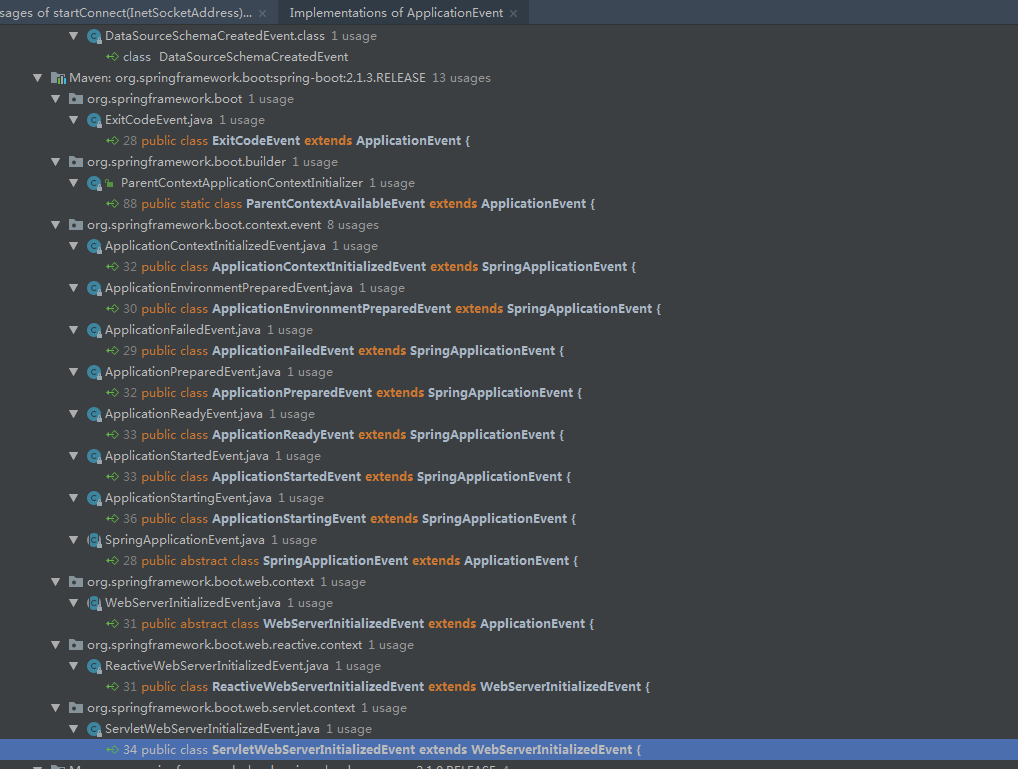 sages of startConnect(InetSocketAddress)... Implementations of ApplicationEvent
DataSourceSchemaCreatedEvent.class 1 usage
class DataSourceSchemaCreatedEvent
Maven: org.springframework.boot:spring-boot:2.1.3.RELEASE 13 usages
org.springframework.boot 1 usage
ExitCodeEvent.java 1 usage
28 public class ExitCodeEvent extends ApplicationEvent {
org.springframework.boot.builder 1 usage
ParentContextApplicationContextInitializer 1 usage
88 public static class ParentContextAvailableEvent extends ApplicationEvent {
org.springframework.boot.context.event 8 usages
ApplicationContextInitializedEvent.java 1 usage
32 public class ApplicationContextInitializedEvent extends SpringApplicationEvent {
ApplicationEnvironmentPreparedEvent.java 1 usage
30 public class ApplicationEnvironmentPreparedEvent extends SpringApplicationEvent {
ApplicationFailedEvent.java 1 usage
29 public class ApplicationFailedEvent extends SpringApplicationEvent {
ApplicationPreparedEvent.java 1 usage
32 public class ApplicationPreparedEvent extends SpringApplicationEvent {
ApplicationReadyEvent.java 1 usage
33 public class ApplicationReadyEvent extends SpringApplicationEvent {
ApplicationStartedEvent.java 1 usage
33 public class ApplicationStartedEvent extends SpringApplicationEvent {
ApplicationStartingEvent.java 1 usage
36 public class ApplicationStartingEvent extends SpringApplicationEvent {
SpringApplicationEvent.java 1 usage
28 public abstract class SpringApplicationEvent extends ApplicationEvent {
org.springframework.boot.web.context 1 usage
WebServerInitializedEvent.java 1 usage
31 public abstract class WebServerInitializedEvent extends ApplicationEvent {
org.springframework.boot.web.reactive.context 1 usage
ReactiveWebServerInitializedEvent.java 1 usage
31 public class ReactiveWebServerInitializedEvent extends WebServerInitializedEvent {
org.springframework.boot.web.servlet.context 1 usage
ServletWebServerInitializedEvent.java 1 usage
34 public class ServletWebServerInitializedEvent extends WebServerInitializedEvent {